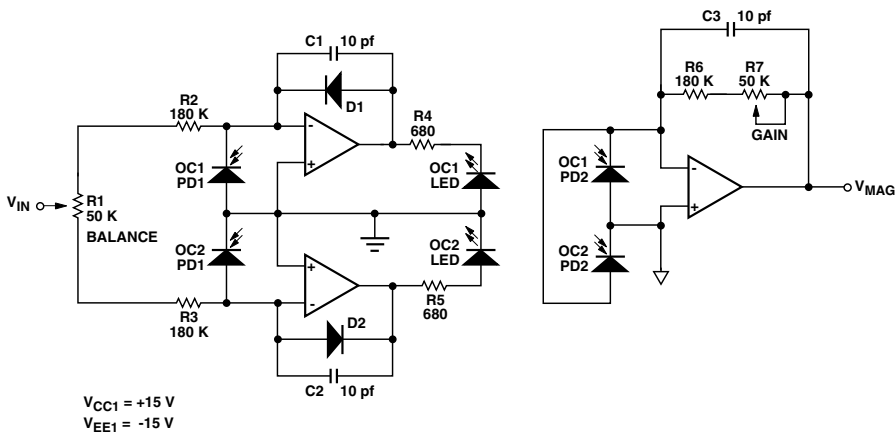 C1
10 pf
D1
R2
180 K
R4
680
OC1
PD1
OC1
LED
-
+
V_IN
R1
50 K
BALANCE
OC2
PD1
OC2
LED
+
-
R3
180 K
R5
680
D2
C2
10 pf
V_CC1 = +15 V
V_EE1 = -15 V
C3
10 pf
R6
180 K
R7
50 K
GAIN
OC1
PD2
-
+
V_MAG
OC2
PD2